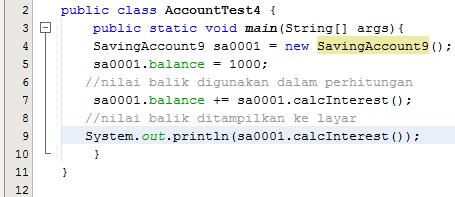 2 public class AccountTest4 {
3 public static void main(String[] args){
4 SavingAccount9 sa0001 = new SavingAccount9();
5 sa0001.balance = 1000;
6 //nilai balik digunakan dalam perhitungan
7 sa0001.balance += sa0001.calcInterest();
8 //nilai balik ditampilkan ke layar
9 System.out.println(sa0001.calcInterest());
10 }
11 }
12